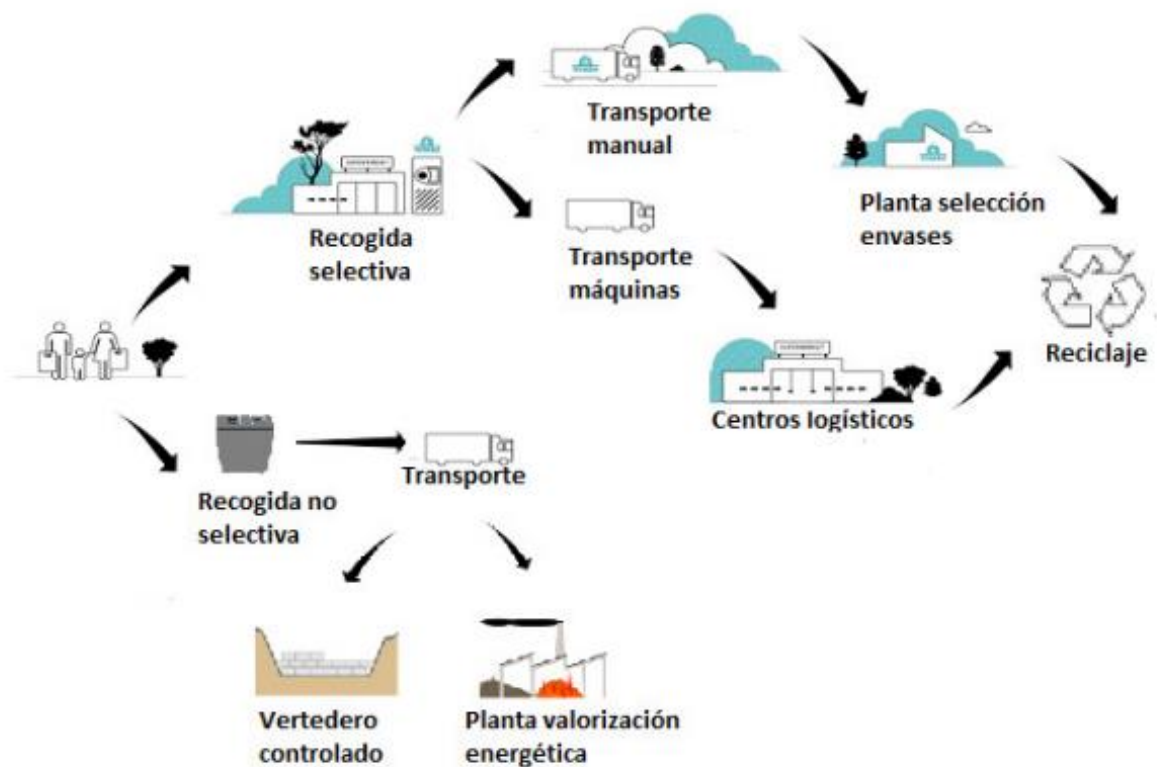 Transporte
manual
Recogida
selectiva
Transporte
máquinas
Planta selección
envases
Reciclaje
Centros logísticos
Transporte
Recogida no
selectiva
Vertedero
controlado
Planta valorización
energética